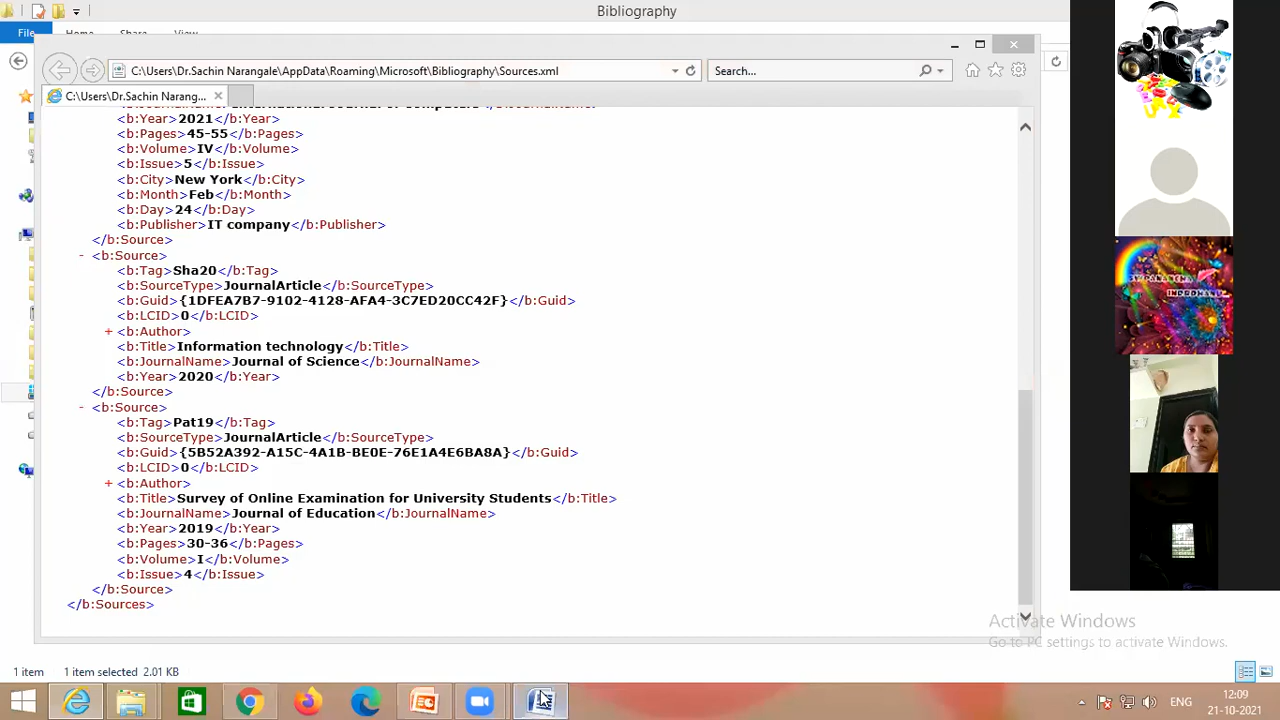 Bibliography
File Home Share View
C:\Users\Dr.Sachin Narangale\AppData\Roaming\Microsoft\Bibliography\Sources.xml
Search...
C:\Users\Dr.Sachin Narang...
<b:Year>2021</b:Year>
<b:Pages>45-55</b:Pages>
<b:Volume>IV</b:Volume>
<b:Issue>5</b:Issue>
<b:City>New York</b:City>
<b:Month>Feb</b:Month>
<b:Day>24</b:Day>
<b:Publisher>IT company</b:Publisher>
</b:Source>
- <b:Source>
<b:Tag>Sha20</b:Tag>
<b:SourceType>JournalArticle</b:SourceType>
<b:Guid>{1DFEA7B7-9102-4128-AFA4-3C7ED20CC42F}</b:Guid>
<b:LCID>0</b:LCID>
+ <b:Author>
<b:Title>Information technology</b:Title>
<b:JournalName>Journal of Science</b:JournalName>
<b:Year>2020</b:Year>
</b:Source>
- <b:Source>
<b:Tag>Pat19</b:Tag>
<b:SourceType>JournalArticle</b:SourceType>
<b:Guid>{5B52A392-A15C-4A1B-BE0E-76E1A4E6BA8A}</b:Guid>
<b:LCID>0</b:LCID>
+ <b:Author>
<b:Title>Survey of Online Examination for University Students</b:Title>
<b:JournalName>Journal of Education</b:JournalName>
<b:Year>2019</b:Year>
<b:Pages>30-36</b:Pages>
<b:Volume>I</b:Volume>
<b:Issue>4</b:Issue>
</b:Source>
</b:Sources>
Activate Windows
Go to PC settings to activate Windows.
1 item 1 item selected 2.01 KB
ENG
12:09
21-10-2021